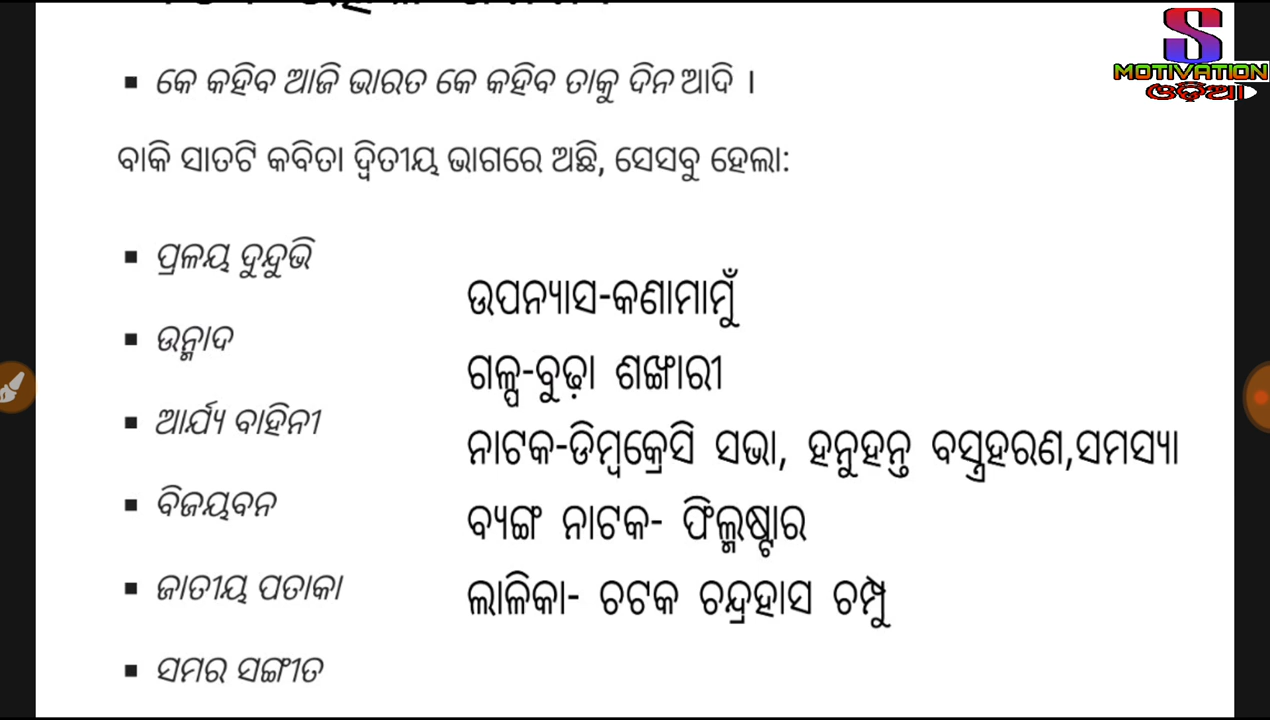 S
MOTIVATION
ଓଡ଼ିଆ
କେ କହିବ ଆଜି ଭାରତ କେ କହିବ ତାକୁ ଦିନ ଆଦି ।
ବାକି ସାତଟି କବିତା ଦ୍ୱିତୀୟ ଭାଗରେ ଅଛି, ସେସବୁ ହେଲା:
ପ୍ରଳୟ ଦୁନ୍ଦୁଭି
ଉନ୍ମାଦ
ଆର୍ଯ୍ୟ ବାହିନୀ
ବିଜୟବନ
ଜାତୀୟ ପତାକା
ସମର ସଙ୍ଗୀତ
ଉପନ୍ୟାସ-କଣାମାମୁଁ
ଗଳ୍ପ-ବୁଢ଼ା ଶଙ୍ଖାରୀ
ନାଟକ-ଡିମ୍ବକ୍ରେସି ସଭା, ହନୁହନ୍ତ ବସ୍ତ୍ରହରଣ,ସମସ୍ୟା
ବ୍ୟଙ୍ଗ ନାଟକ- ଫିଲ୍ମଷ୍ଟାର
ଲାଳିକା- ଚଟକ ଚନ୍ଦ୍ରହାସ ଚମ୍ପୁ